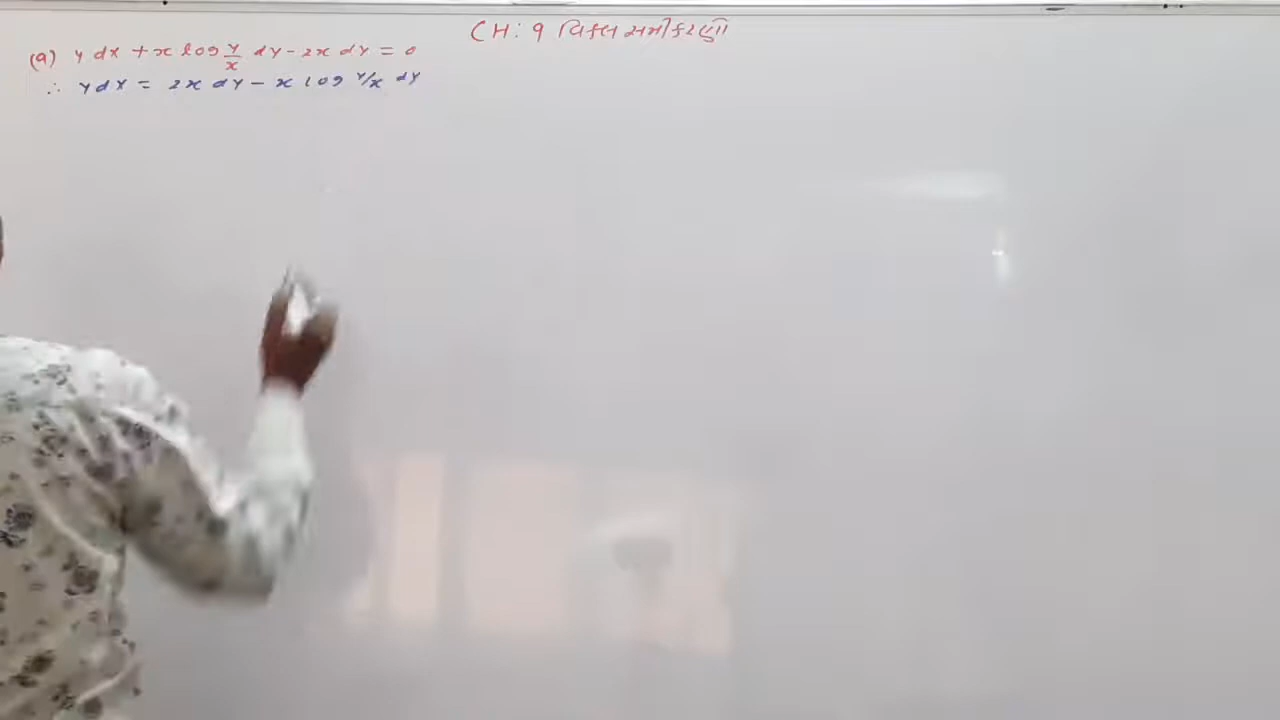 CH: 9 વિકલ સમીકરણો
(9) y dx + x log y/x dy - 2x dy = 0
∴ y dx = 2x dy - x log y/x dy